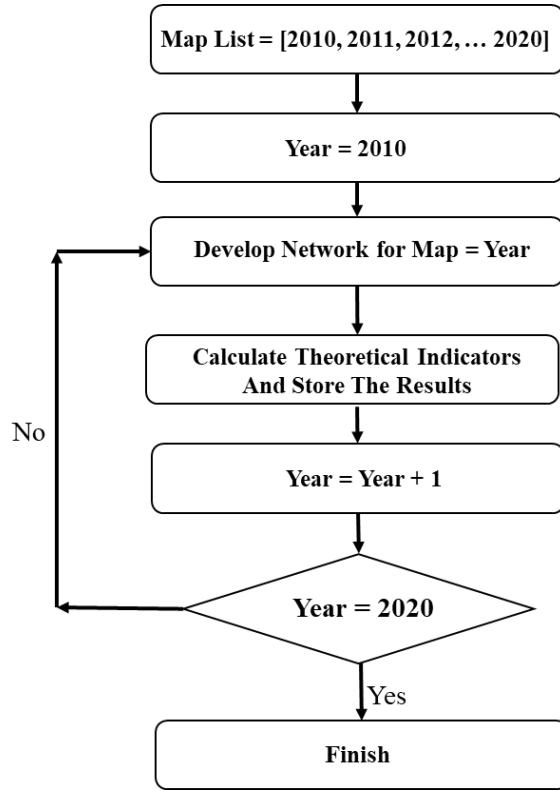 Map List = [2010, 2011, 2012, ... 2020]
Year = 2010
Develop Network for Map = Year
Calculate Theoretical Indicators
And Store The Results
No
Year = Year + 1
Year = 2020
Yes
Finish